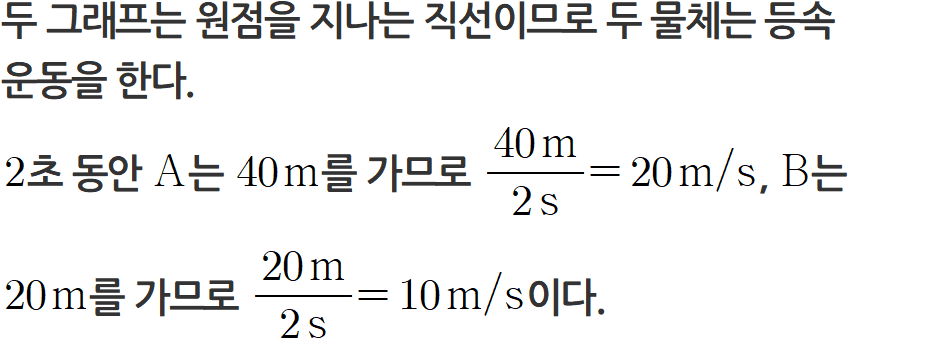 두 그래프는 원점을 지나는 직선이므로 두 물체는 등속
운동을 한다.
2초 동안 A는 40 m를 가므로 \frac{40 m}{2 s} = 20 m/s, B는
20 m를 가므로 \frac{20 m}{2 s} = 10 m/s이다.